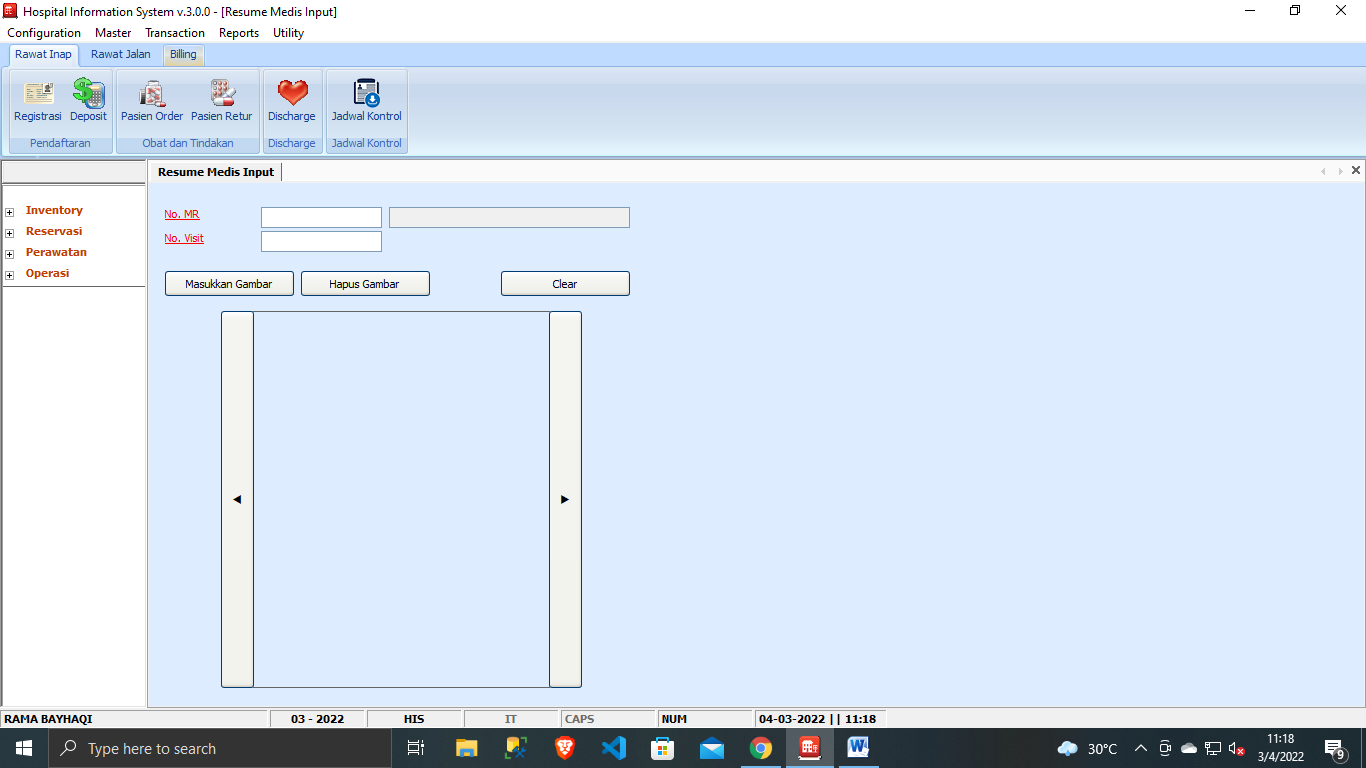 Hospital Information System v.3.0.0 - [Resume Medis Input]
Configuration Master Transaction Reports Utility
Rawat Inap Rawat Jalan Billing
Registrasi Deposit Pasien Order Pasien Retur Discharge Jadwal Kontrol
Pendaftaran Obat dan Tindakan Discharge Jadwal Kontrol
Resume Medis Input
Inventory
Reservasi
Perawatan
Operasi
No. MR
No. Visit
Masukkan Gambar Hapus Gambar Clear
RAMA BAYHAQI 03 - 2022 HIS IT CAPS NUM 04-03-2022 || 11:18
Type here to search 30°C 11:18
3/4/2022 9